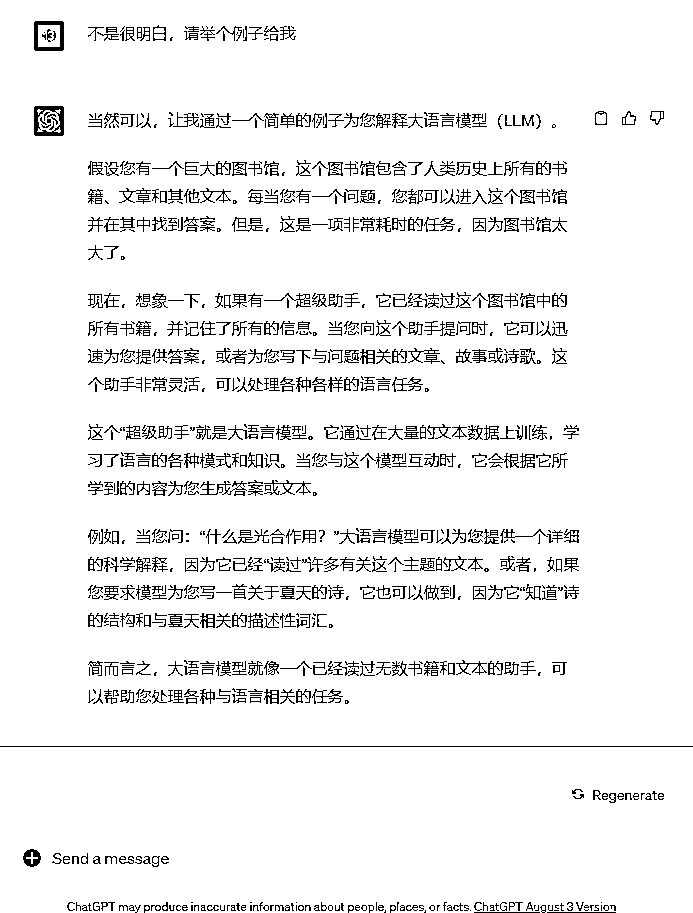 不是很明白，请举个例子给我
当然可以，让我通过一个简单的例子为您解释大语言模型（LLM）。
假设您有一个巨大的图书馆，这个图书馆包含了人类历史上所有的书
籍、文章和其他文本。每当您有一个问题，您都可以进入这个图书馆
并在其中找到答案。但是，这是一项非常耗时的任务，因为图书馆太
大了。
现在，想象一下，如果有一个超级助手，它已经读过这个图书馆中的
所有书籍，并记住了所有的信息。当您向这个助手提问时，它可以迅
速为您提供答案，或者为您写下与问题相关的文章、故事或诗歌。这
个助手非常灵活，可以处理各种各样的语言任务。
这个“超级助手”就是大语言模型。它通过在大量的文本数据上训练，学
习了语言的各种模式和知识。当您与这个模型互动时，它会根据它所
学到的内容为您生成答案或文本。
例如，当您问：“什么是光合作用？”大语言模型可以为您提供一个详细
的科学解释，因为它已经“读过”许多有关这个主题的文本。或者，如果
您要求模型为您写一首关于夏天的诗，它也可以做到，因为它“知道”诗
的结构和与夏天相关的描述性词汇。
简而言之，大语言模型就像一个已经读过无数书籍和文本的助手，可
以帮助您处理各种与语言相关的任务。
Regenerate
Send a message
ChatGPT may produce inaccurate information about people, places, or facts. ChatGPT August 3 Version